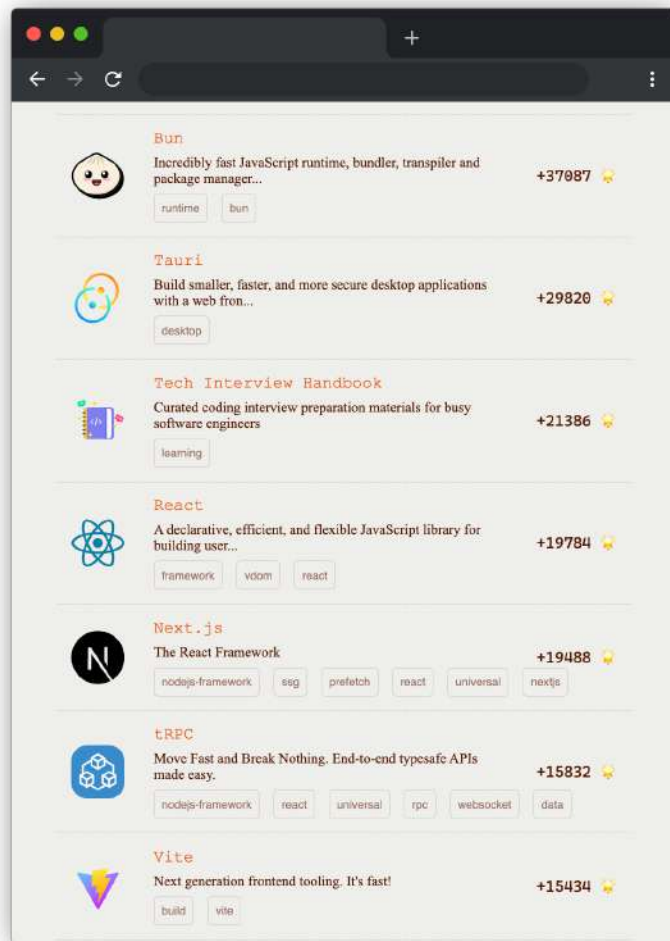 Bun
Incredibly fast JavaScript runtime, bundler, transpiler and
package manager...
+37087
runtime bun
Tauri
Build smaller, faster, and more secure desktop applications
with a web fron...
+29820
desktop
Tech Interview Handbook
Curated coding interview preparation materials for busy
software engineers
+21386
learning
React
A declarative, efficient, and flexible JavaScript library for
building user...
+19784
framework vdom react
Next.js
The React Framework
+19488
nodejs-framework ssg prefetch react universal nextjs
tRPC
Move Fast and Break Nothing. End-to-end typesafe APIs
made easy.
+15832
nodejs-framework react universal rpc websocket data
Vite
Next generation frontend tooling. It's fast!
+15434
build vite